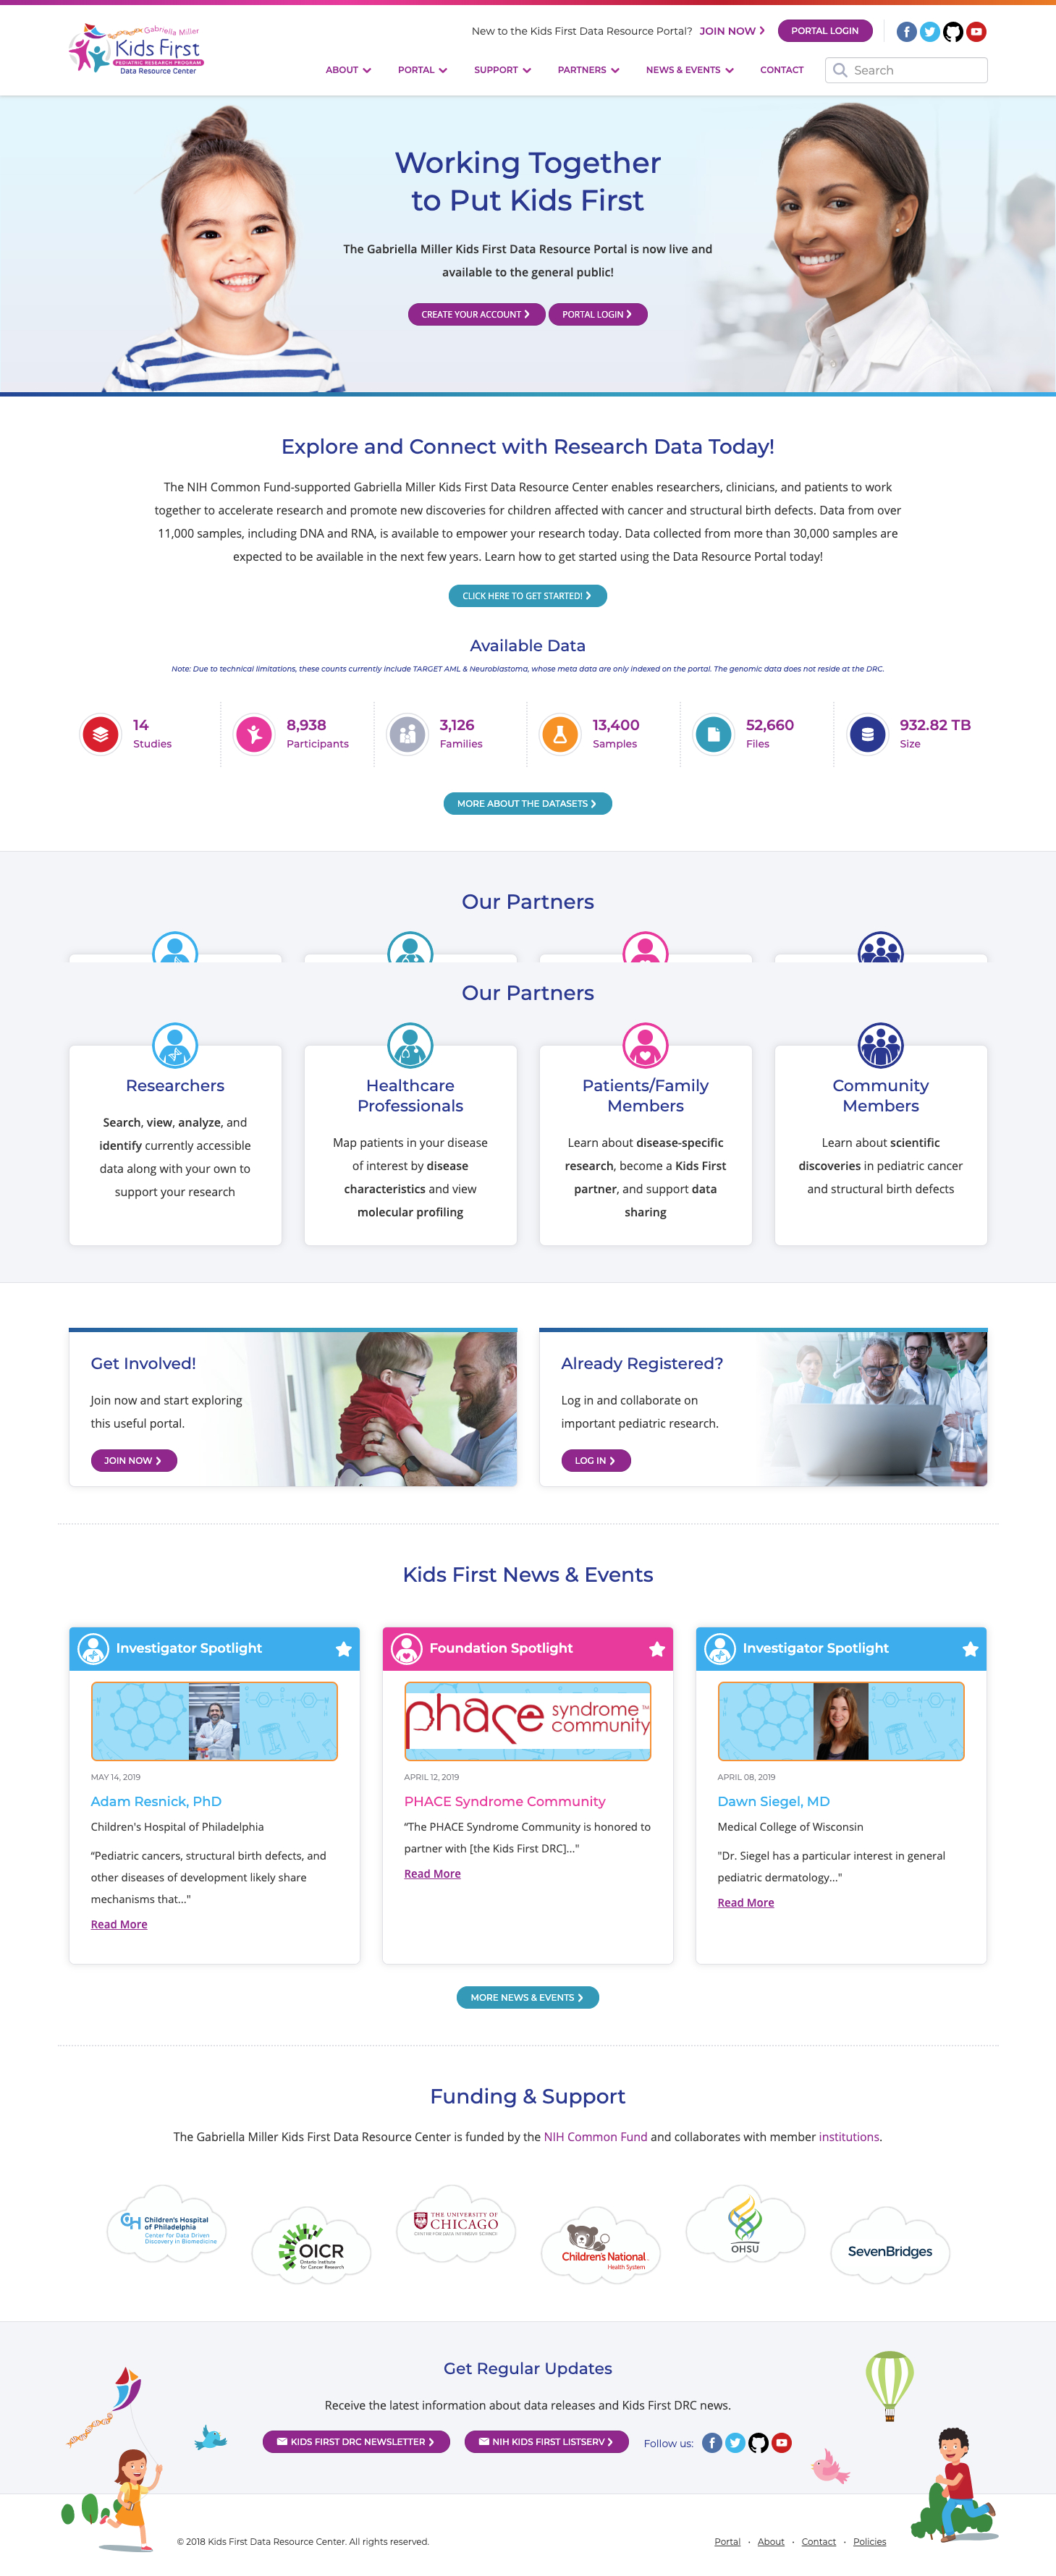 Gabriella Miller
Kids First
PEDIATRIC RESEARCH PROGRAM
Data Resource Center
New to the Kids First Data Resource Portal? JOIN NOW
PORTAL LOGIN
ABOUT
PORTAL
SUPPORT
PARTNERS
NEWS & EVENTS
CONTACT
Search
Working Together
to Put Kids First
The Gabriella Miller Kids First Data Resource Portal is now live and
available to the general public!
CREATE YOUR ACCOUNT
PORTAL LOGIN
Explore and Connect with Research Data Today!
The NIH Common Fund-supported Gabriella Miller Kids First Data Resource Center enables researchers, clinicians, and patients to work
together to accelerate research and promote new discoveries for children affected with cancer and structural birth defects. Data from over
11,000 samples, including DNA and RNA, is available to empower your research today. Data collected from more than 30,000 samples are
expected to be available in the next few years. Learn how to get started using the Data Resource Portal today!
CLICK HERE TO GET STARTED!
Available Data
Note: Due to technical limitations, these counts currently include TARGET AML & Neuroblastoma, whose meta data are only indexed on the portal. The genomic data does not reside at the DRC.
14
Studies
8,938
Participants
3,126
Families
13,400
Samples
52,660
Files
932.82 TB
Size
MORE ABOUT THE DATASETS
Our Partners
Our Partners
Researchers
Search, view, analyze, and
identify currently accessible
data along with your own to
support your research
Healthcare
Professionals
Map patients in your disease
of interest by disease
characteristics and view
molecular profiling
Patients/Family
Members
Learn about disease-specific
research, become a Kids First
partner, and support data
sharing
Community
Members
Learn about scientific
discoveries in pediatric cancer
and structural birth defects
Get Involved!
Join now and start exploring
this useful portal.
JOIN NOW
Already Registered?
Log in and collaborate on
important pediatric research.
LOG IN
Kids First News & Events
Investigator Spotlight
MAY 14, 2019
Adam Resnick, PhD
Children's Hospital of Philadelphia
“Pediatric cancers, structural birth defects, and
other diseases of development likely share
mechanisms that..."
Read More
Foundation Spotlight
phace syndrome
community
TM
APRIL 12, 2019
PHACE Syndrome Community
“The PHACE Syndrome Community is honored to
partner with [the Kids First DRC]..."
Read More
Investigator Spotlight
APRIL 08, 2019
Dawn Siegel, MD
Medical College of Wisconsin
"Dr. Siegel has a particular interest in general
pediatric dermatology..."
Read More
MORE NEWS & EVENTS
Funding & Support
The Gabriella Miller Kids First Data Resource Center is funded by the NIH Common Fund and collaborates with member institutions.
CH Children's Hospital
of Philadelphia
Center for Data Driven
Discovery in Biomedicine
OICR
Ontario Institute
for Cancer Research
THE UNIVERSITY OF
CHICAGO
CENTER FOR DATA INTENSIVE SCIENCE
Children's National
Health System
OHSU
SevenBridges
Get Regular Updates
Receive the latest information about data releases and Kids First DRC news.
KIDS FIRST DRC NEWSLETTER
NIH KIDS FIRST LISTSERV
Follow us:
© 2018 Kids First Data Resource Center. All rights reserved.
Portal • About • Contact • Policies